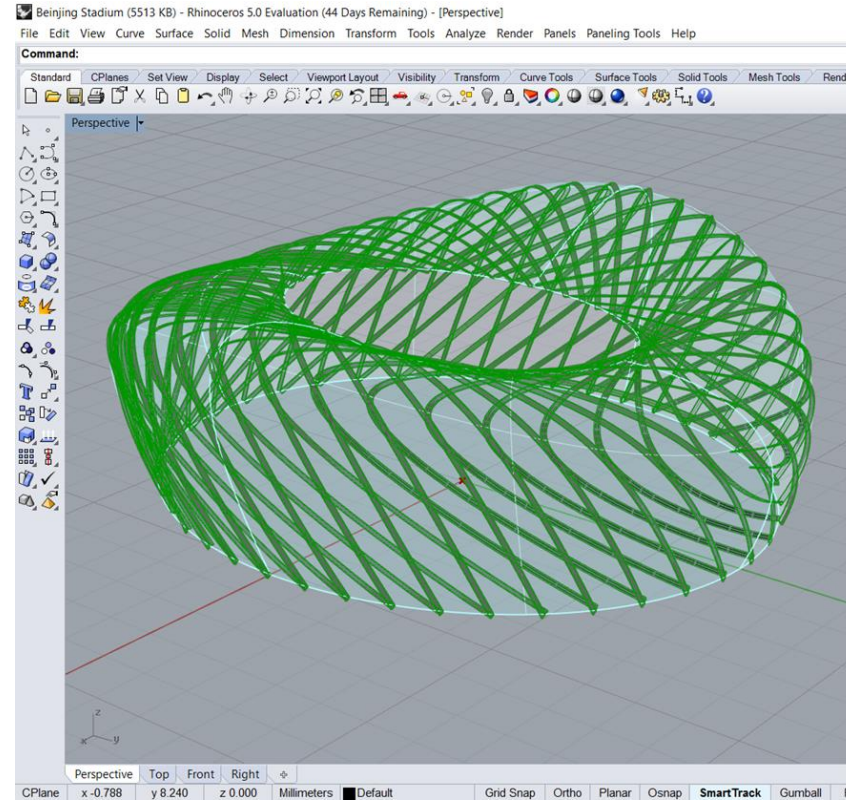 Beinjing Stadium (5513 KB) - Rhinoceros 5.0 Evaluation (44 Days Remaining) - [Perspective]
File Edit View Curve Surface Solid Mesh Dimension Transform Tools Analyze Render Panels Paneling Tools Help
Command:
Standard CPlanes Set View Display Select Viewport Layout Visibility Transform Curve Tools Surface Tools Solid Tools Mesh Tools Rend
Perspective
z
x y
Perspective Top Front Right
CPlane x -0.788 y 8.240 z 0.000 Millimeters Default Grid Snap Ortho Planar Osnap SmartTrack Gumball